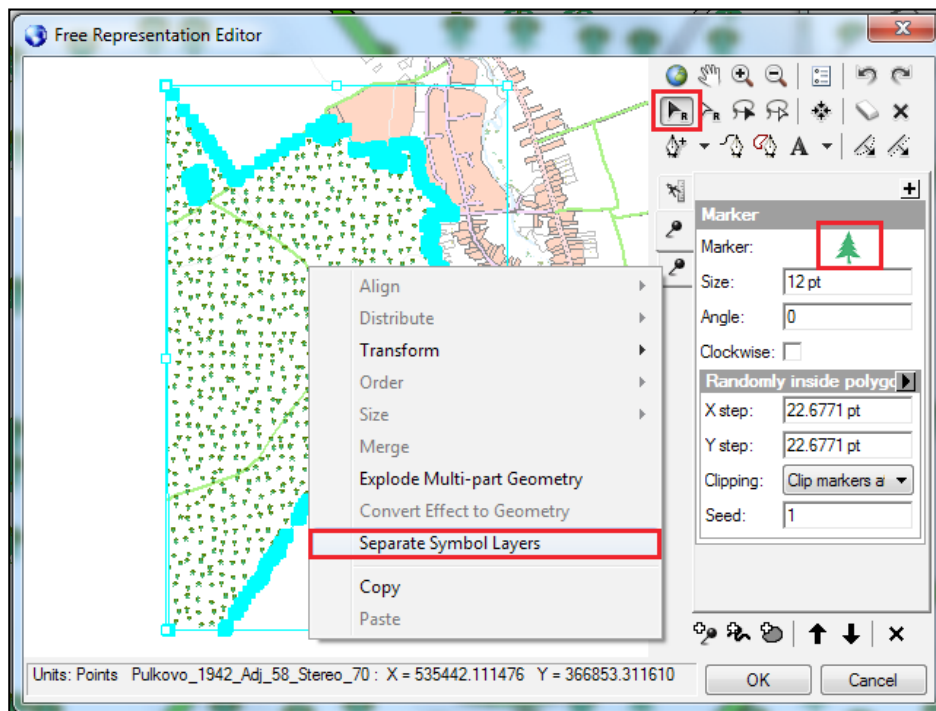 Free Representation Editor
Align
Distribute
Transform
Order
Size
Merge
Explode Multi-part Geometry
Convert Effect to Geometry
Separate Symbol Layers
Copy
Paste
R
R
A
Marker
Marker:
Size: 12 pt
Angle: 0
Clockwise:
Randomly inside polygo
X step: 22.6771 pt
Y step: 22.6771 pt
Clipping: Clip markers a
Seed: 1
Units: Points Pulkovo_1942_Adj_58_Stereo_70 : X = 535442.111476 Y = 366853.311610
OK
Cancel